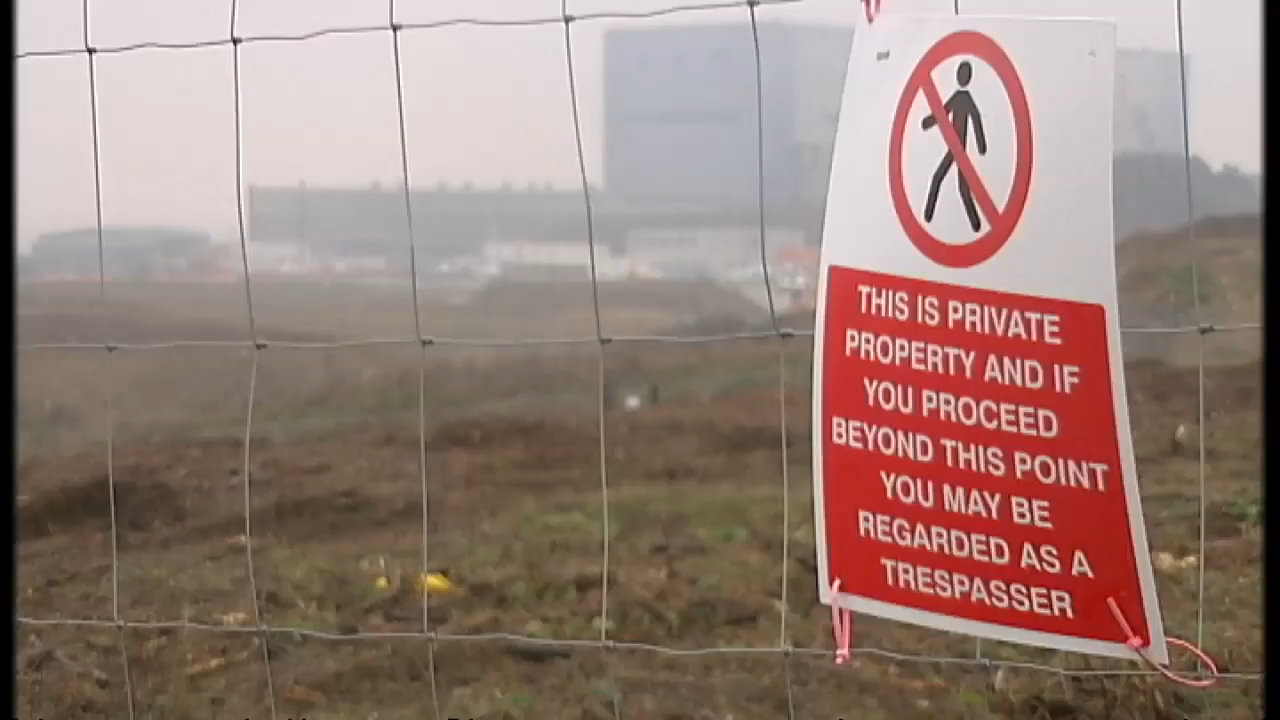 THIS IS PRIVATE
PROPERTY AND IF
YOU PROCEED
BEYOND THIS POINT
YOU MAY BE
REGARDED AS A
TRESPASSER